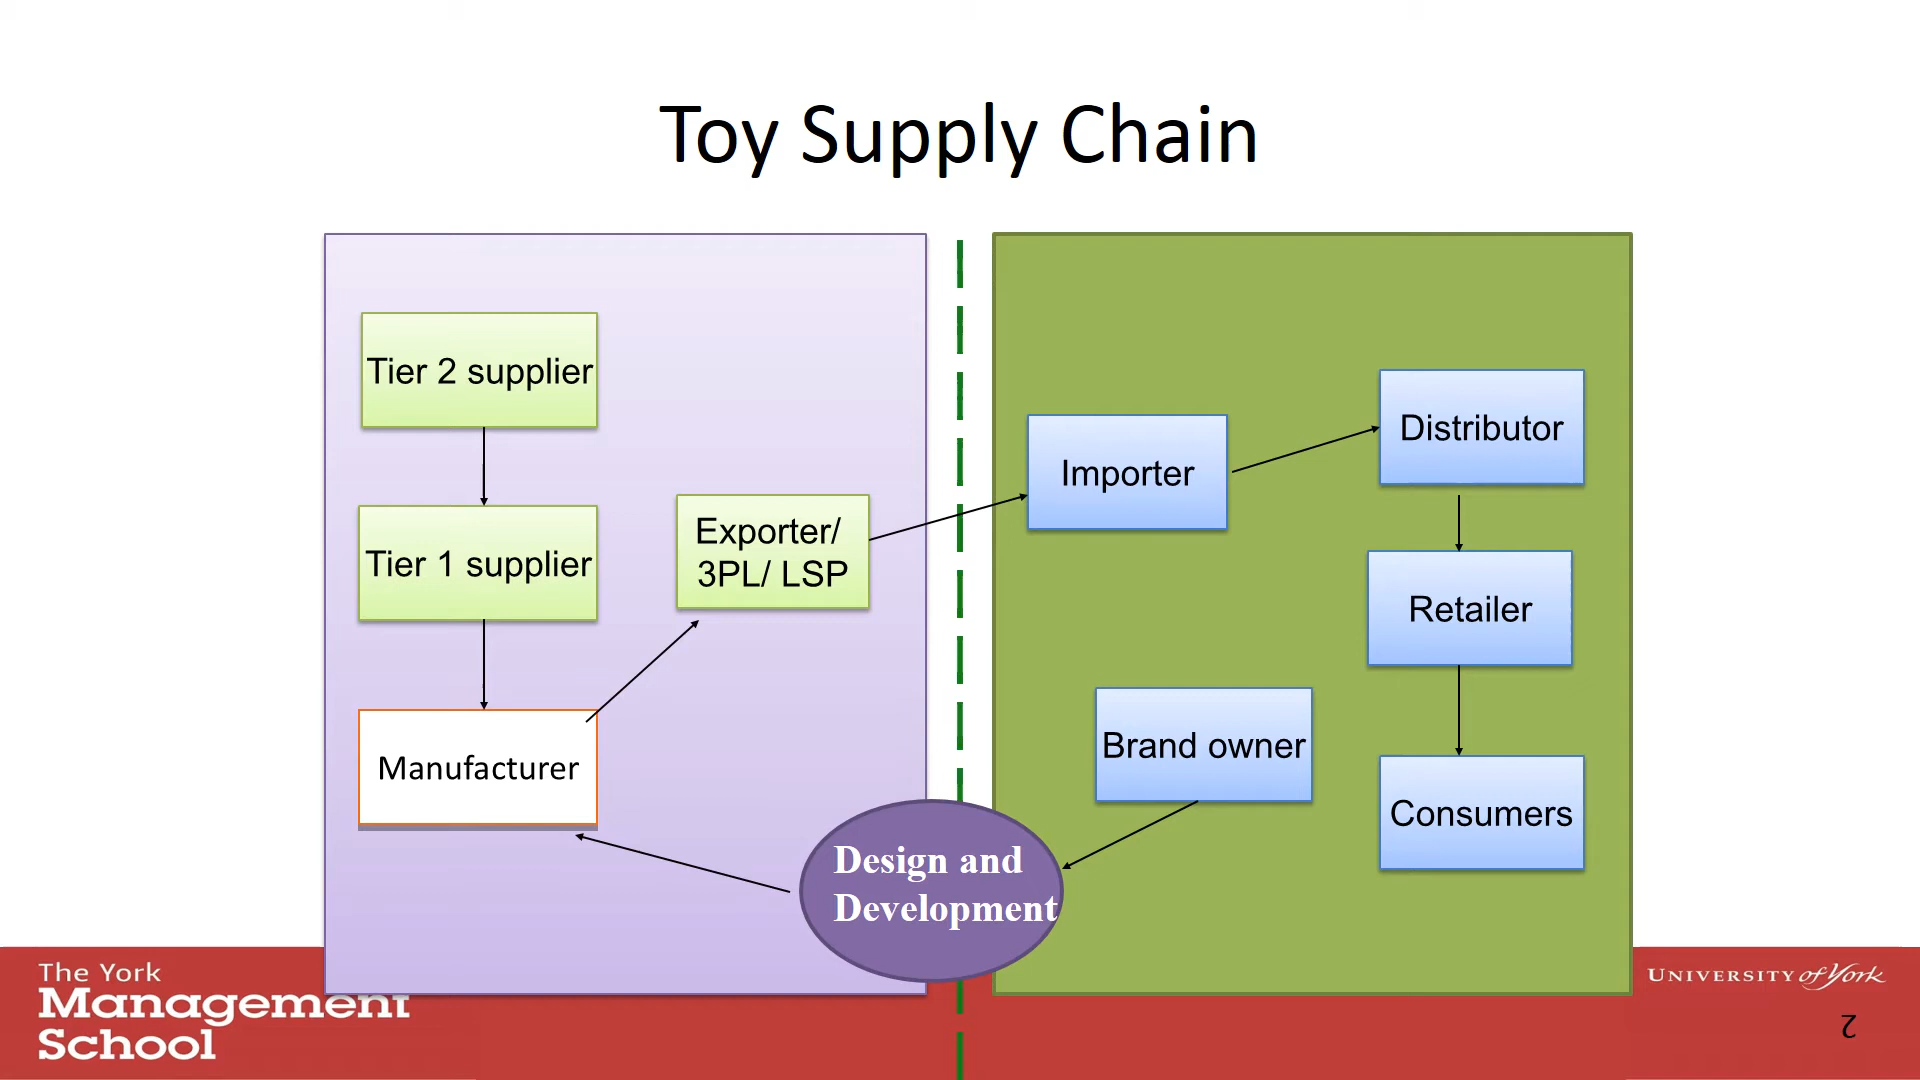 Toy Supply Chain
Tier 2 supplier
Tier 1 supplier
Manufacturer
Exporter/
3PL/ LSP
Importer
Distributor
Retailer
Consumers
Brand owner
Design and
Development
The York
Management
School
UNIVERSITY of York
2